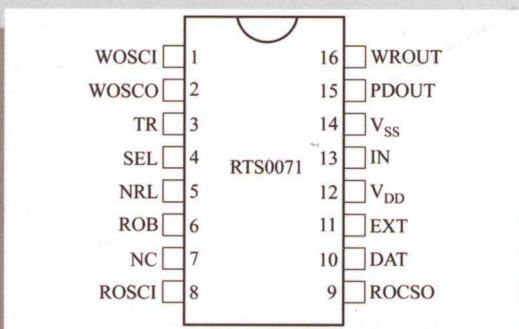 WOSCI 1 16 WROUT
WOSCO 2 15 PDOUT
TR 3 14 VSS
SEL 4 13 IN
RTS0071
NRL 5 12 VDD
ROB 6 11 EXT
NC 7 10 DAT
ROSCI 8 9 ROCSO